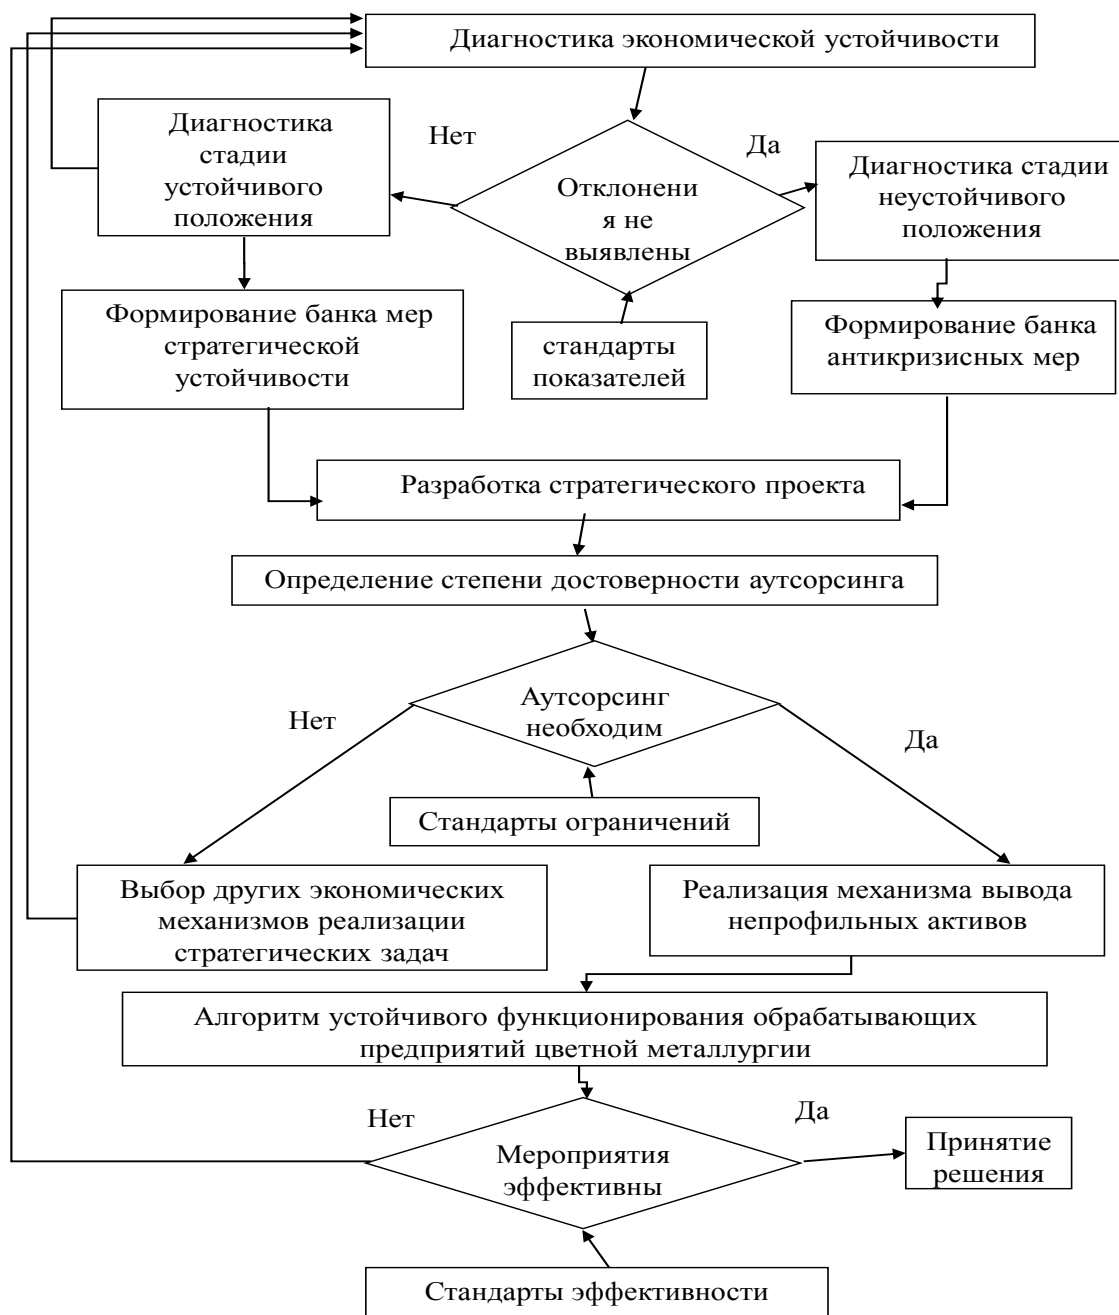 Диагностика экономической устойчивости
Нет
Да
Диагностика
стадии
устойчивого
положения
Отклонени
я не
выявлены
Диагностика стадии
неустойчивого
положения
Формирование банка мер
стратегической
устойчивости
стандарты
показателей
Формирование банка
антикризисных мер
Разработка стратегического проекта
Определение степени достоверности аутсорсинга
Аутсорсинг
необходим
Нет
Да
Стандарты ограничений
Выбор других экономических
механизмов реализации
стратегических задач
Реализация механизма вывода
непрофильных активов
Алгоритм устойчивого функционирования обрабатывающих
предприятий цветной металлургии
Нет
Да
Мероприятия
эффективны
Принятие
решения
Стандарты эффективности